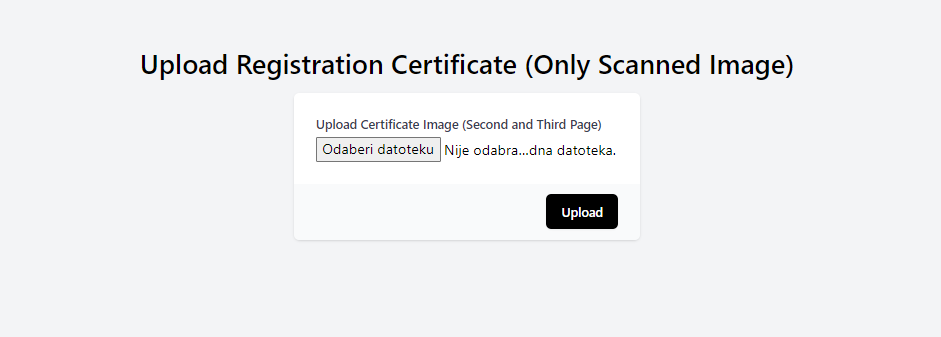 Upload Registration Certificate (Only Scanned Image)
Upload Certificate Image (Second and Third Page)
Odaberi datoteku Nije odabra...dna datoteka.
Upload